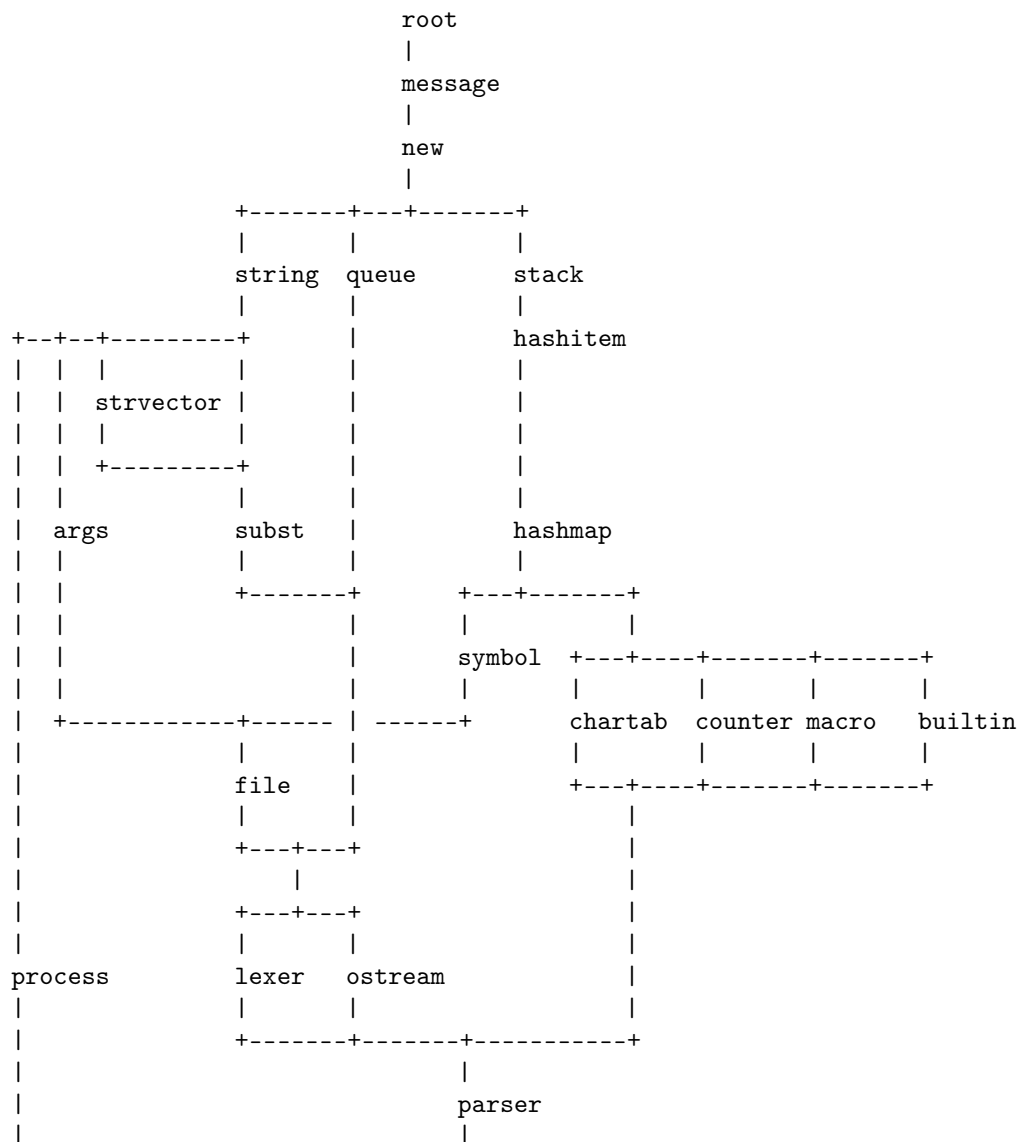 root
                            |
                            message
                            |
                            new
                            |
                +-------+---+-------+
                |       |           |
                string  queue       stack
                |       |           |
+--+--+---------+       |           hashitem
|  |  |         |       |           |
|  |  strvector |       |           |
|  |  |         |       |           |
|  |  +---------+       |           |
|  |            |       |           |
|  args         subst   |           hashmap
|  |            |       |           |
|  |            +-------+       +---+-------+
|  |                    |       |           |
|  |                    |       symbol  +---+----+-------+-------+
|  |                    |       |       |        |       |       |
|  +------------+------ | ------+       chartab  counter macro   builtin
|               |       |               |        |       |       |
|               file    |               +---+----+-------+-------+
|               |       |                   |
|               +---+---+                   |
|                   |                       |
|               +---+---+                   |
|               |       |                   |
process         lexer   ostream             |
|               |       |                   |
|               +-------+-------+-----------+
|                               |
|                               parser
|                               |